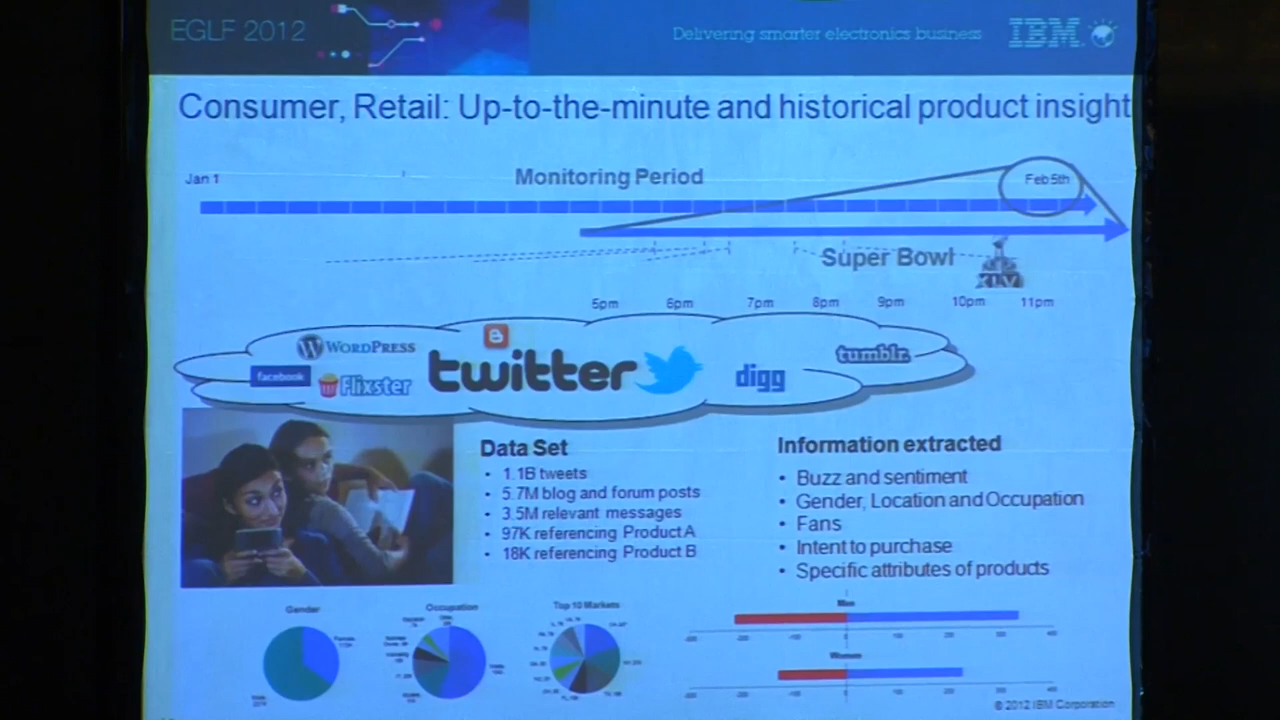 EGLF 2012
Delivering smarter electronics business
IBM
Consumer, Retail: Up-to-the-minute and historical product insight
Jan 1
Monitoring Period
Feb 5th
Super Bowl
XLV
5pm 6pm 7pm 8pm 9pm 10pm 11pm
WORDPRESS
facebook
Flixster
twitter
digg
tumblr.
Data Set
• 1.1B tweets
• 5.7M blog and forum posts
• 3.5M relevant messages
• 97K referencing Product A
• 18K referencing Product B
Information extracted
• Buzz and sentiment
• Gender, Location and Occupation
• Fans
• Intent to purchase
• Specific attributes of products
Gender
Occupation
Top 10 Markets
Men
Women
© 2012 IBM Corporation